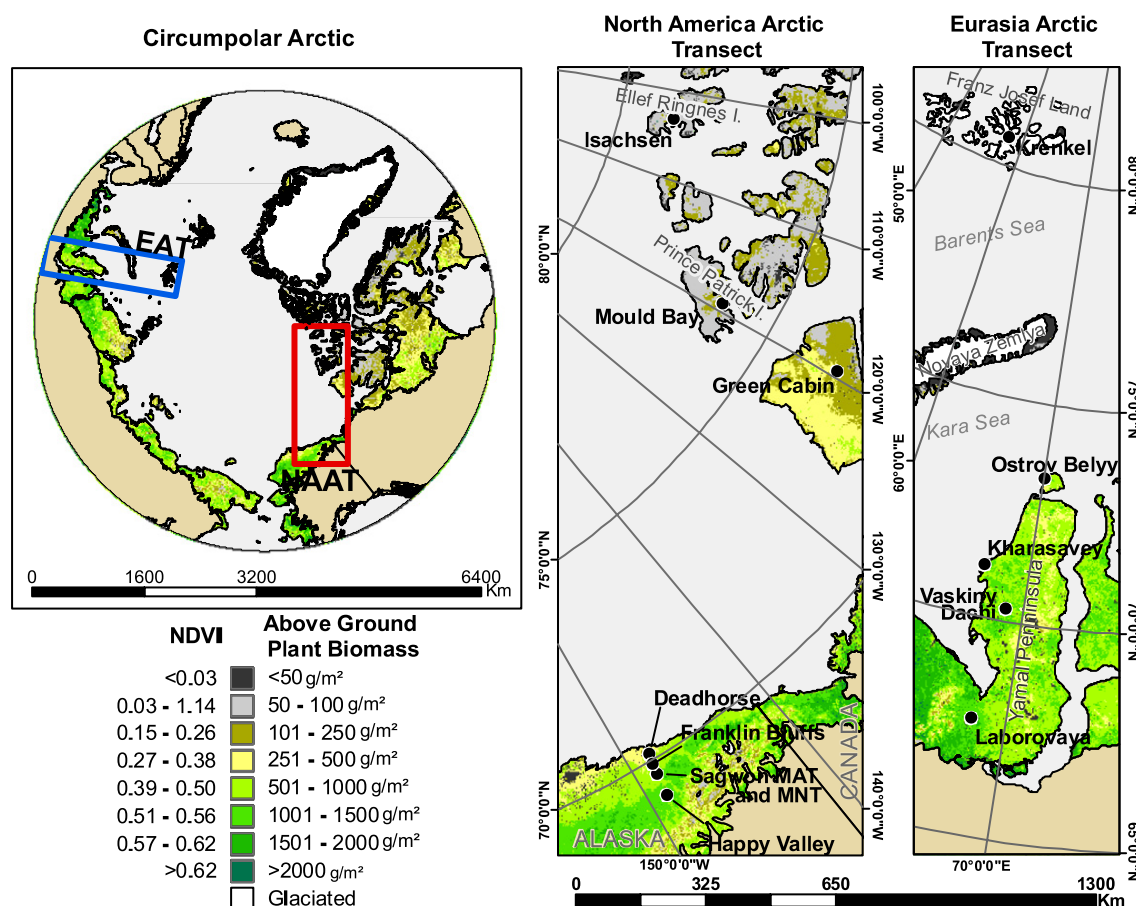 Circumpolar Arctic
EAT
NAAT
0
1600
3200
6400
Km
NDVI
Above Ground
Plant Biomass
<0.03
<50 g/m²
0.03 - 1.14
50 - 100 g/m²
0.15 - 0.26
101 - 250 g/m²
0.27 - 0.38
251 - 500 g/m²
0.39 - 0.50
501 - 1000 g/m²
0.51 - 0.56
1001 - 1500 g/m²
0.57 - 0.62
1501 - 2000 g/m²
>0.62
>2000 g/m²
Glaciated
North America Arctic
Transect
Ellef Ringnes I.
Isachsen
Prince Patrick I.
Mould Bay
Green Cabin
Deadhorse
Franklin Bluffs
Sagwon MAT
and MNT
Happy Valley
ALASKA
CANADA
80°0'0"N
75°0'0"N
70°0'0"N
100°0'0"W
110°0'0"W
120°0'0"W
130°0'0"W
140°0'0"W
150°0'0"W
Eurasia Arctic
Transect
Franz Josef Land
Krenkel
Barents Sea
Novaya Zemlya
Kara Sea
Ostrov Belyy
Kharasavey
Vaskiny
Dachi
Yamal Penninsula
Laborovaya
50°0'0"E
60°0'0"E
80°0'0"N
75°0'0"N
70°0'0"N
65°0'0"N
70°0'0"E
0
325
650
1300
Km